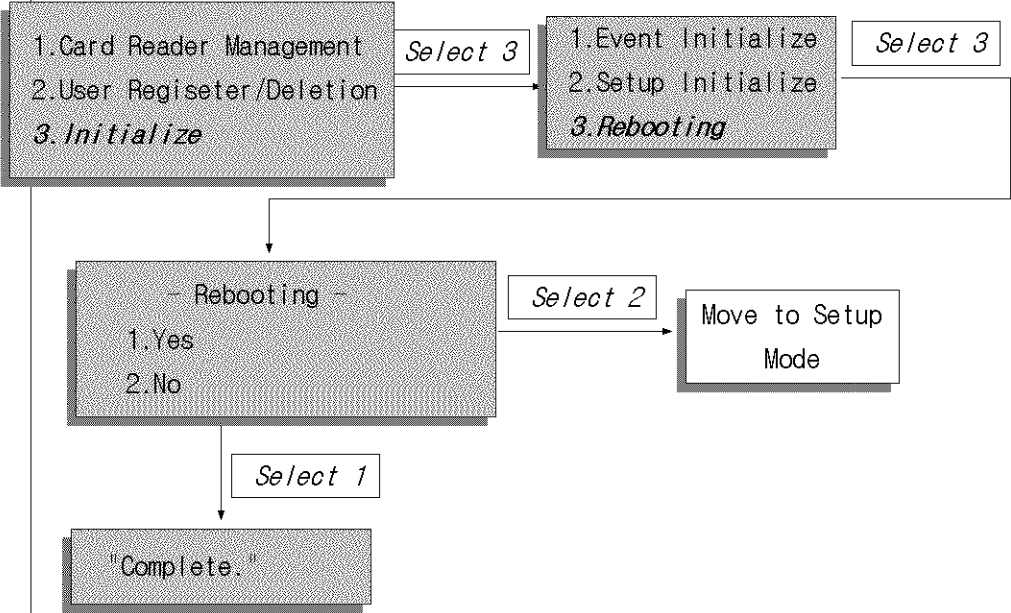 1.Card Reader Management
2.User Regiseter/Deletion
3.Initialize
Select 3
1.Event Initialize
2.Setup Initialize
3.Rebooting
Select 3
- Rebooting -
1.Yes
2.No
Select 2
Move to Setup
Mode
Select 1
"Complete."